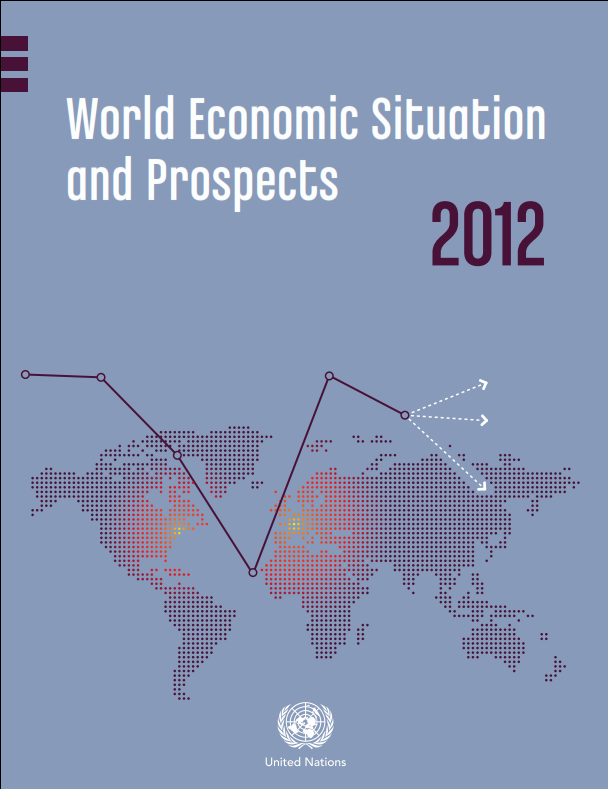 World Economic Situation
and Prospects
2012
United Nations